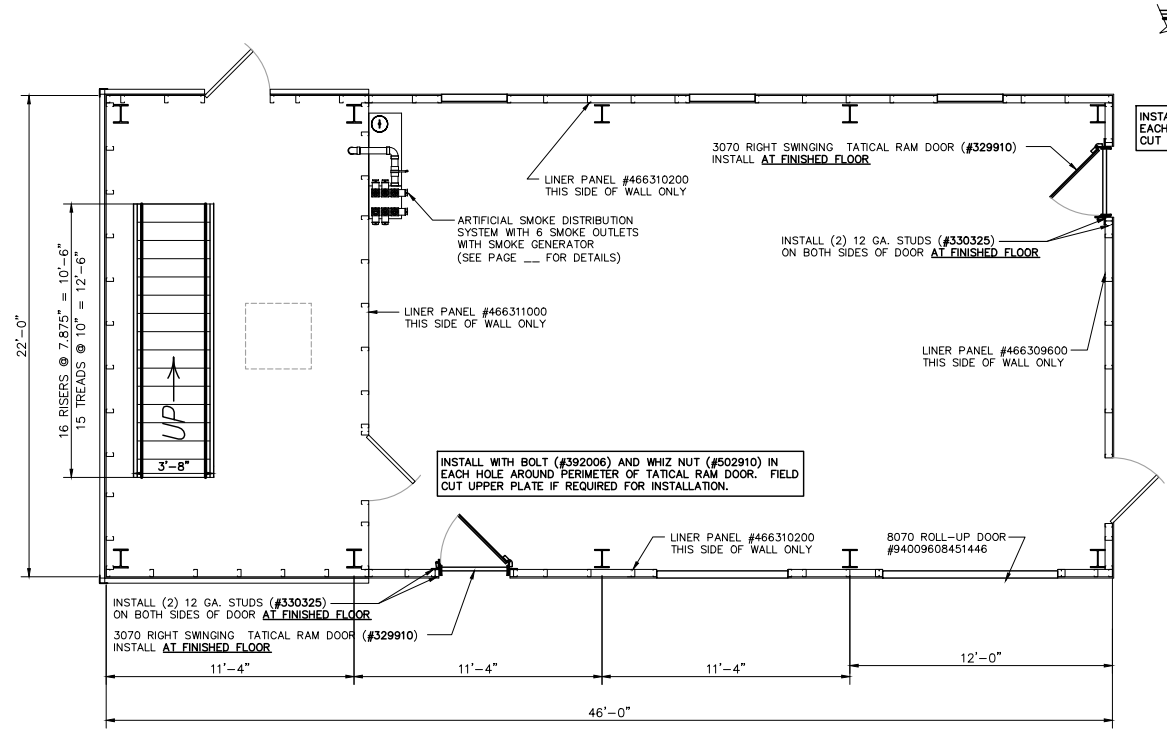 INSTA
EACH
CUT
3070 RIGHT SWINGING TATICAL RAM DOOR (#329910)
INSTALL AT FINISHED FLOOR
LINER PANEL #466310200
THIS SIDE OF WALL ONLY
ARTIFICIAL SMOKE DISTRIBUTION
SYSTEM WITH 6 SMOKE OUTLETS
WITH SMOKE GENERATOR
(SEE PAGE __ FOR DETAILS)
INSTALL (2) 12 GA. STUDS (#330325)
ON BOTH SIDES OF DOOR AT FINISHED FLOOR
22'-0"
16 RISERS @ 7.875" = 10'-6"
15 TREADS @ 10" = 12'-6"
LINER PANEL #466311000
THIS SIDE OF WALL ONLY
LINER PANEL #466309600
THIS SIDE OF WALL ONLY
UP
3'-8"
INSTALL WITH BOLT (#392006) AND WHIZ NUT (#502910) IN
EACH HOLE AROUND PERIMETER OF TATICAL RAM DOOR. FIELD
CUT UPPER PLATE IF REQUIRED FOR INSTALLATION.
LINER PANEL #466310200
THIS SIDE OF WALL ONLY
8070 ROLL-UP DOOR
#94009608451446
INSTALL (2) 12 GA. STUDS (#330325)
ON BOTH SIDES OF DOOR AT FINISHED FLOOR
3070 RIGHT SWINGING TATICAL RAM DOOR (#329910)
INSTALL AT FINISHED FLOOR
11'-4"
11'-4"
11'-4"
12'-0"
46'-0"